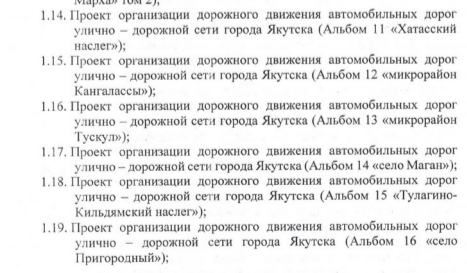 Марха» том 2);
1.14. Проект организации дорожного движения автомобильных дорог
улично – дорожной сети города Якутска (Альбом 11 «Хатасский
наслег»);
1.15. Проект организации дорожного движения автомобильных дорог
улично – дорожной сети города Якутска (Альбом 12 «микрорайон
Кангалассы»);
1.16. Проект организации дорожного движения автомобильных дорог
улично – дорожной сети города Якутска (Альбом 13 «микрорайон
Тускул»);
1.17. Проект организации дорожного движения автомобильных дорог
улично – дорожной сети города Якутска (Альбом 14 «село Маган»);
1.18. Проект организации дорожного движения автомобильных дорог
улично – дорожной сети города Якутска (Альбом 15 «Тулагино-
Кильдямский наслег»);
1.19. Проект организации дорожного движения автомобильных дорог
улично – дорожной сети города Якутска (Альбом 16 «село
Пригородный»);